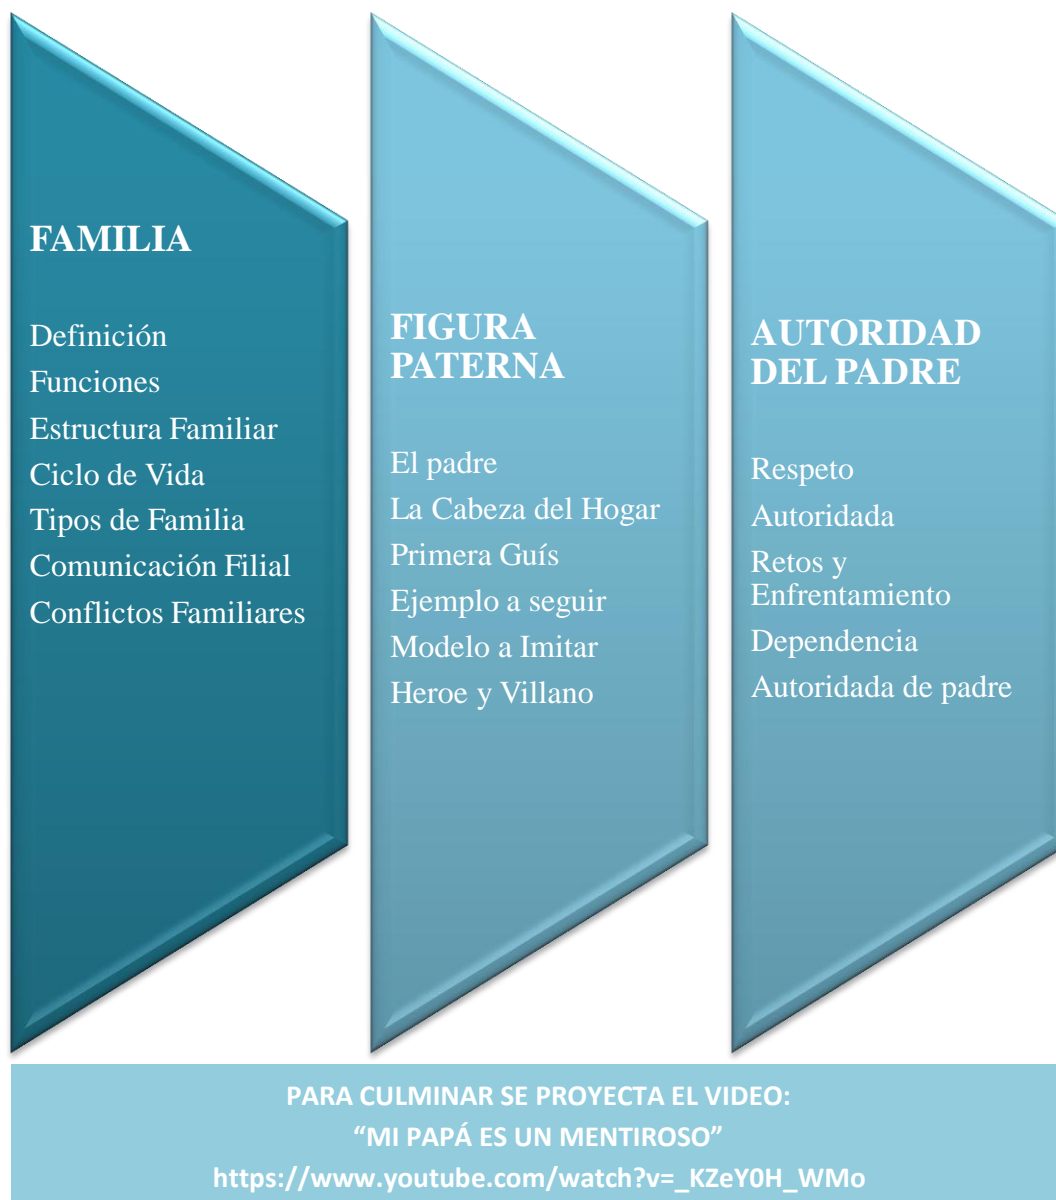 FAMILIA
Definición
Funciones
Estructura Familiar
Ciclo de Vida
Tipos de Familia
Comunicación Filial
Conflictos Familiares
FIGURA
PATERNA
El padre
La Cabeza del Hogar
Primera Guís
Ejemplo a seguir
Modelo a Imitar
Heroe y Villano
AUTORIDAD
DEL PADRE
Respeto
Autoridada
Retos y
Enfrentamiento
Dependencia
Autoridada de padre
PARA CULMINAR SE PROYECTA EL VIDEO:
“MI PAPÁ ES UN MENTIROSO”
https://www.youtube.com/watch?v=_KZeY0H_WMo